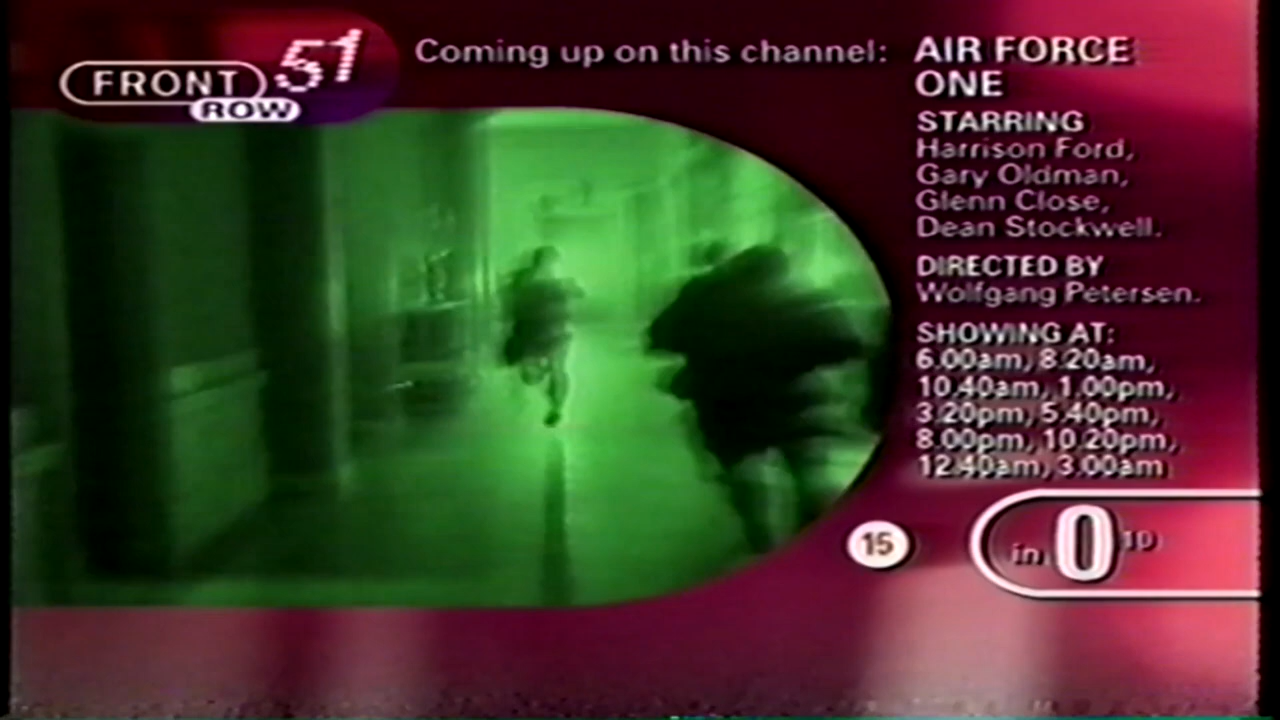 FRONT
ROW
51
Coming up on this channel:
AIR FORCE
ONE
STARRING
Harrison Ford,
Gary Oldman,
Glenn Close,
Dean Stockwell.
DIRECTED BY
Wolfgang Petersen.
SHOWING AT:
6.00am, 8.20am,
10.40am, 1.00pm,
3.20pm, 5.40pm,
8.00pm, 10.20pm,
12.40am, 3.00am
15
in 0 10